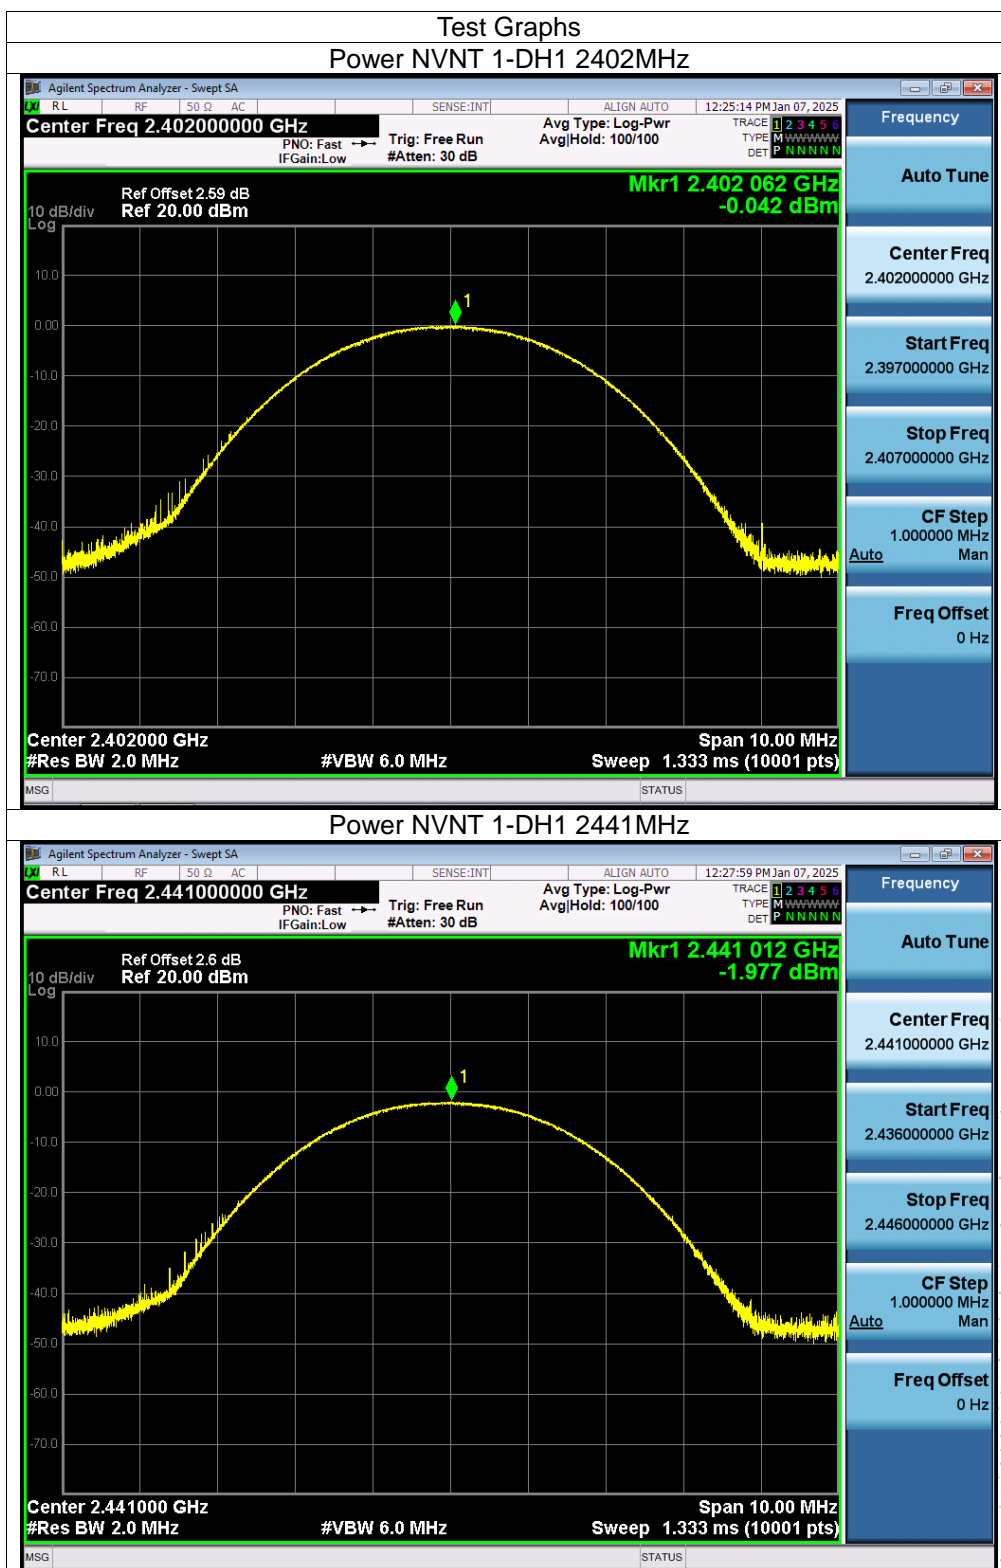 Test Graphs
Power NVNT 1-DH1 2402MHz
Agilent Spectrum Analyzer - Swept SA
LXI RL RF 50 Ω AC SENSE:INT ALIGN AUTO 12:25:14 PM Jan 07, 2025
Center Freq 2.402000000 GHz
PNO: Fast
IFGain:Low
Trig: Free Run
#Atten: 30 dB
Avg Type: Log-Pwr
Avg|Hold: 100/100
TRACE 1 2 3 4 5 6
TYPE M WWWWW
DET P N N N N N
Frequency
Auto Tune
Center Freq
2.402000000 GHz
Start Freq
2.397000000 GHz
Stop Freq
2.407000000 GHz
CF Step
1.000000 MHz
Auto Man
Freq Offset
0 Hz
Mkr1 2.402 062 GHz
-0.042 dBm
Ref Offset 2.59 dB
10 dB/div Ref 20.00 dBm
Log
10.0
1
0.00
-10.0
-20.0
-30.0
-40.0
-50.0
-60.0
-70.0
Center 2.402000 GHz Span 10.00 MHz
#Res BW 2.0 MHz #VBW 6.0 MHz Sweep 1.333 ms (10001 pts)
MSG STATUS
Power NVNT 1-DH1 2441MHz
Agilent Spectrum Analyzer - Swept SA
LXI RL RF 50 Ω AC SENSE:INT ALIGN AUTO 12:27:59 PM Jan 07, 2025
Center Freq 2.441000000 GHz
PNO: Fast
IFGain:Low
Trig: Free Run
#Atten: 30 dB
Avg Type: Log-Pwr
Avg|Hold: 100/100
TRACE 1 2 3 4 5 6
TYPE M WWWWW
DET P N N N N N
Frequency
Auto Tune
Center Freq
2.441000000 GHz
Start Freq
2.436000000 GHz
Stop Freq
2.446000000 GHz
CF Step
1.000000 MHz
Auto Man
Freq Offset
0 Hz
Mkr1 2.441 012 GHz
-1.977 dBm
Ref Offset 2.6 dB
10 dB/div Ref 20.00 dBm
Log
10.0
1
0.00
-10.0
-20.0
-30.0
-40.0
-50.0
-60.0
-70.0
Center 2.441000 GHz Span 10.00 MHz
#Res BW 2.0 MHz #VBW 6.0 MHz Sweep 1.333 ms (10001 pts)
MSG STATUS